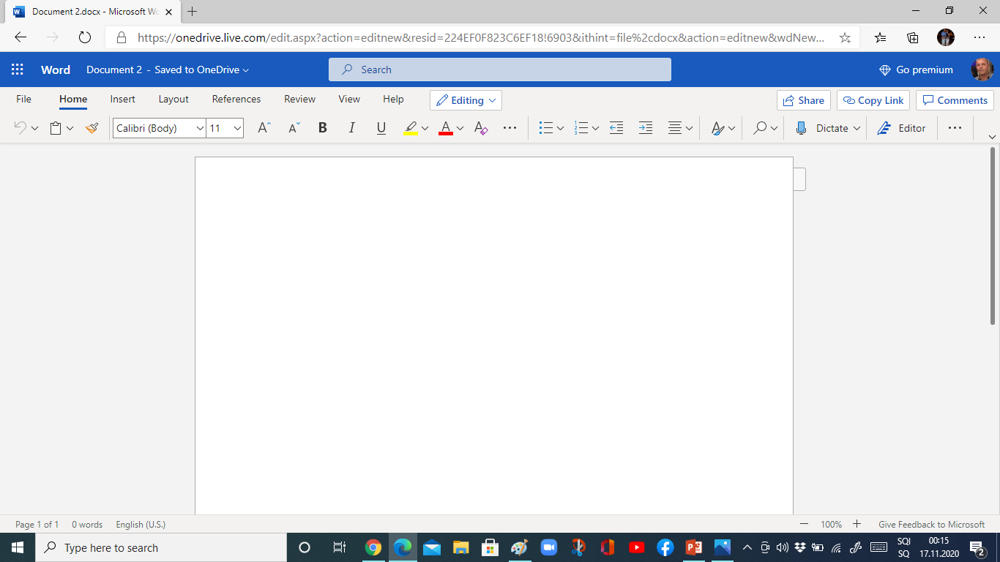 Document 2.docx - Microsoft Wo
https://onedrive.live.com/edit.aspx?action=editnew&resid=224EF0F823C6EF18!6903&ithint=file%2cdocx&action=editnew&wdNew...
Word Document 2 - Saved to OneDrive Search Go premium
File Home Insert Layout References Review View Help Editing Share Copy Link Comments
Calibri (Body) 11 A A B I U A A Dictate Editor
Page 1 of 1 0 words English (U.S.) 100% Give Feedback to Microsoft
Type here to search SQI 00:15
SQ 17.11.2020 2